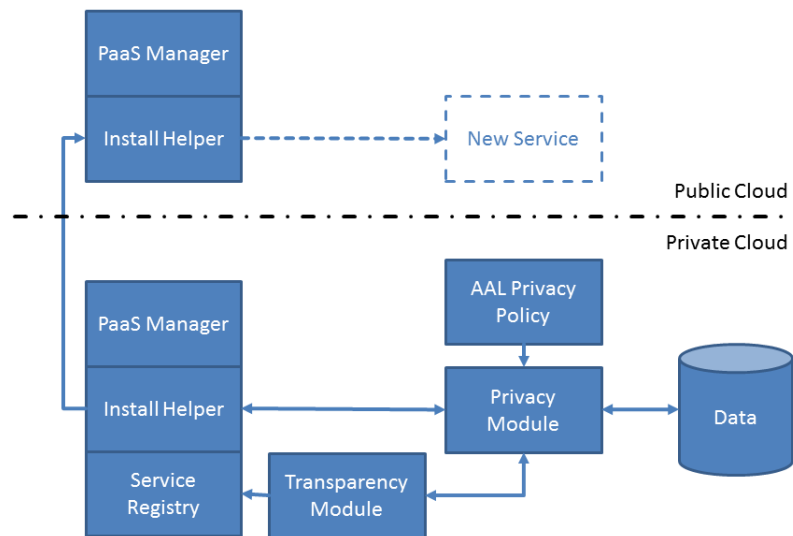 PaaS Manager
Install Helper
New Service
Public Cloud
Private Cloud
PaaS Manager
AAL Privacy
Policy
Install Helper
Privacy
Module
Data
Service
Registry
Transparency
Module